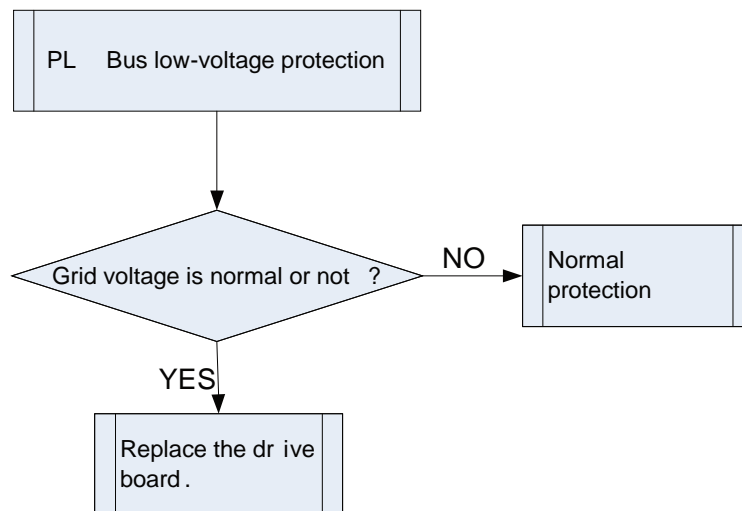 PL Bus low-voltage protection
Grid voltage is normal or not ?
NO
Normal
protection
YES
Replace the dr ive
board .